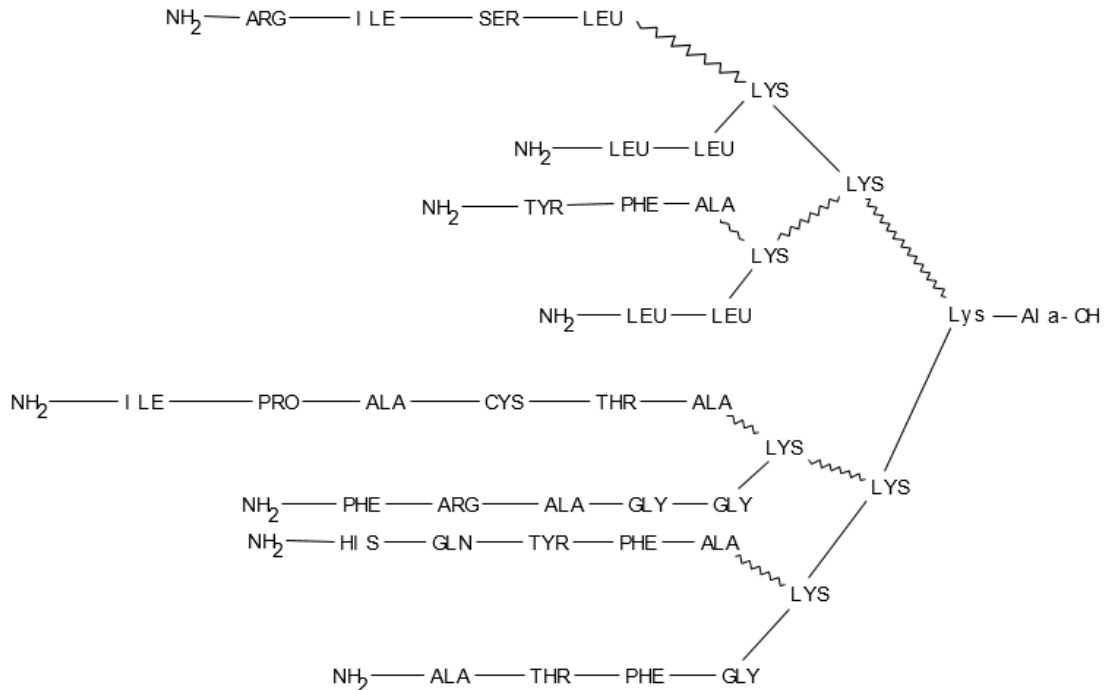 NH2 ARG ILE SER LEU
LYS
NH2 LEU LEU
LYS
NH2 TYR PHE ALA
LYS
NH2 LEU LEU
Lys Ala-OH
NH2 ILE PRO ALA CYS THR ALA
LYS
LYS
NH2 PHE ARG ALA GLY GLY
NH2 HIS GLN TYR PHE ALA
LYS
NH2 ALA THR PHE GLY